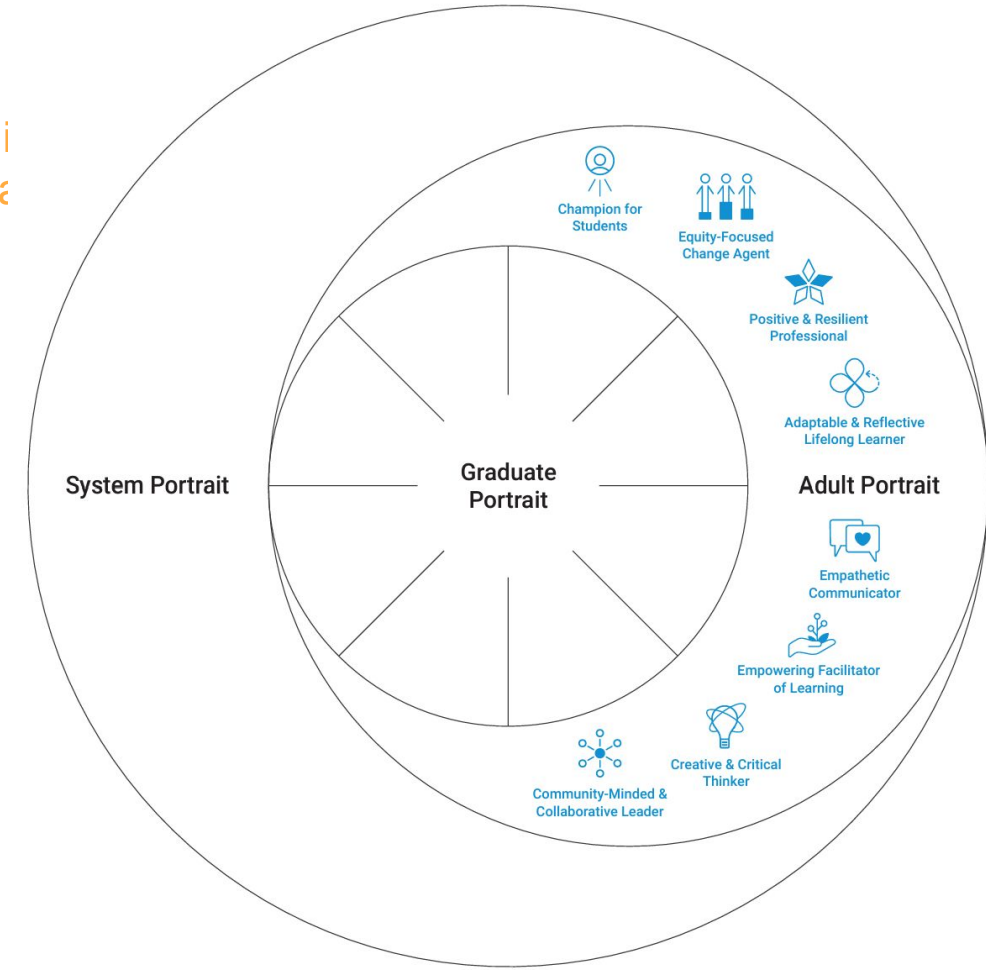 Champion for
Students
Equity-Focused
Change Agent
Positive & Resilient
Professional
Adaptable & Reflective
Lifelong Learner
System Portrait
Graduate
Portrait
Adult Portrait
Empathetic
Communicator
Empowering Facilitator
of Learning
Creative & Critical
Thinker
Community-Minded &
Collaborative Leader